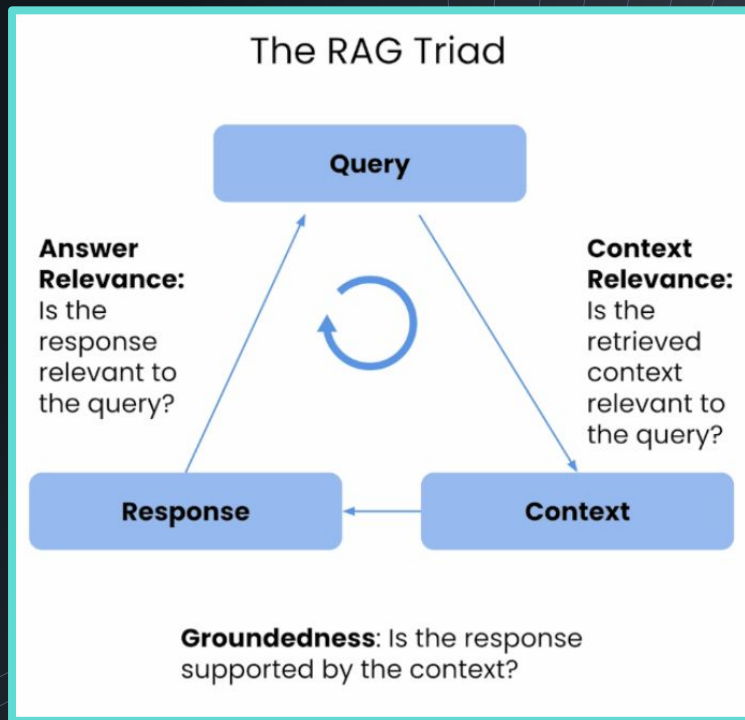 The RAG Triad
Query
Answer
Relevance:
Is the
response
relevant to
the query?
Context
Relevance:
Is the
retrieved
context
relevant to
the query?
Response
Context
Groundedness: Is the response
supported by the context?